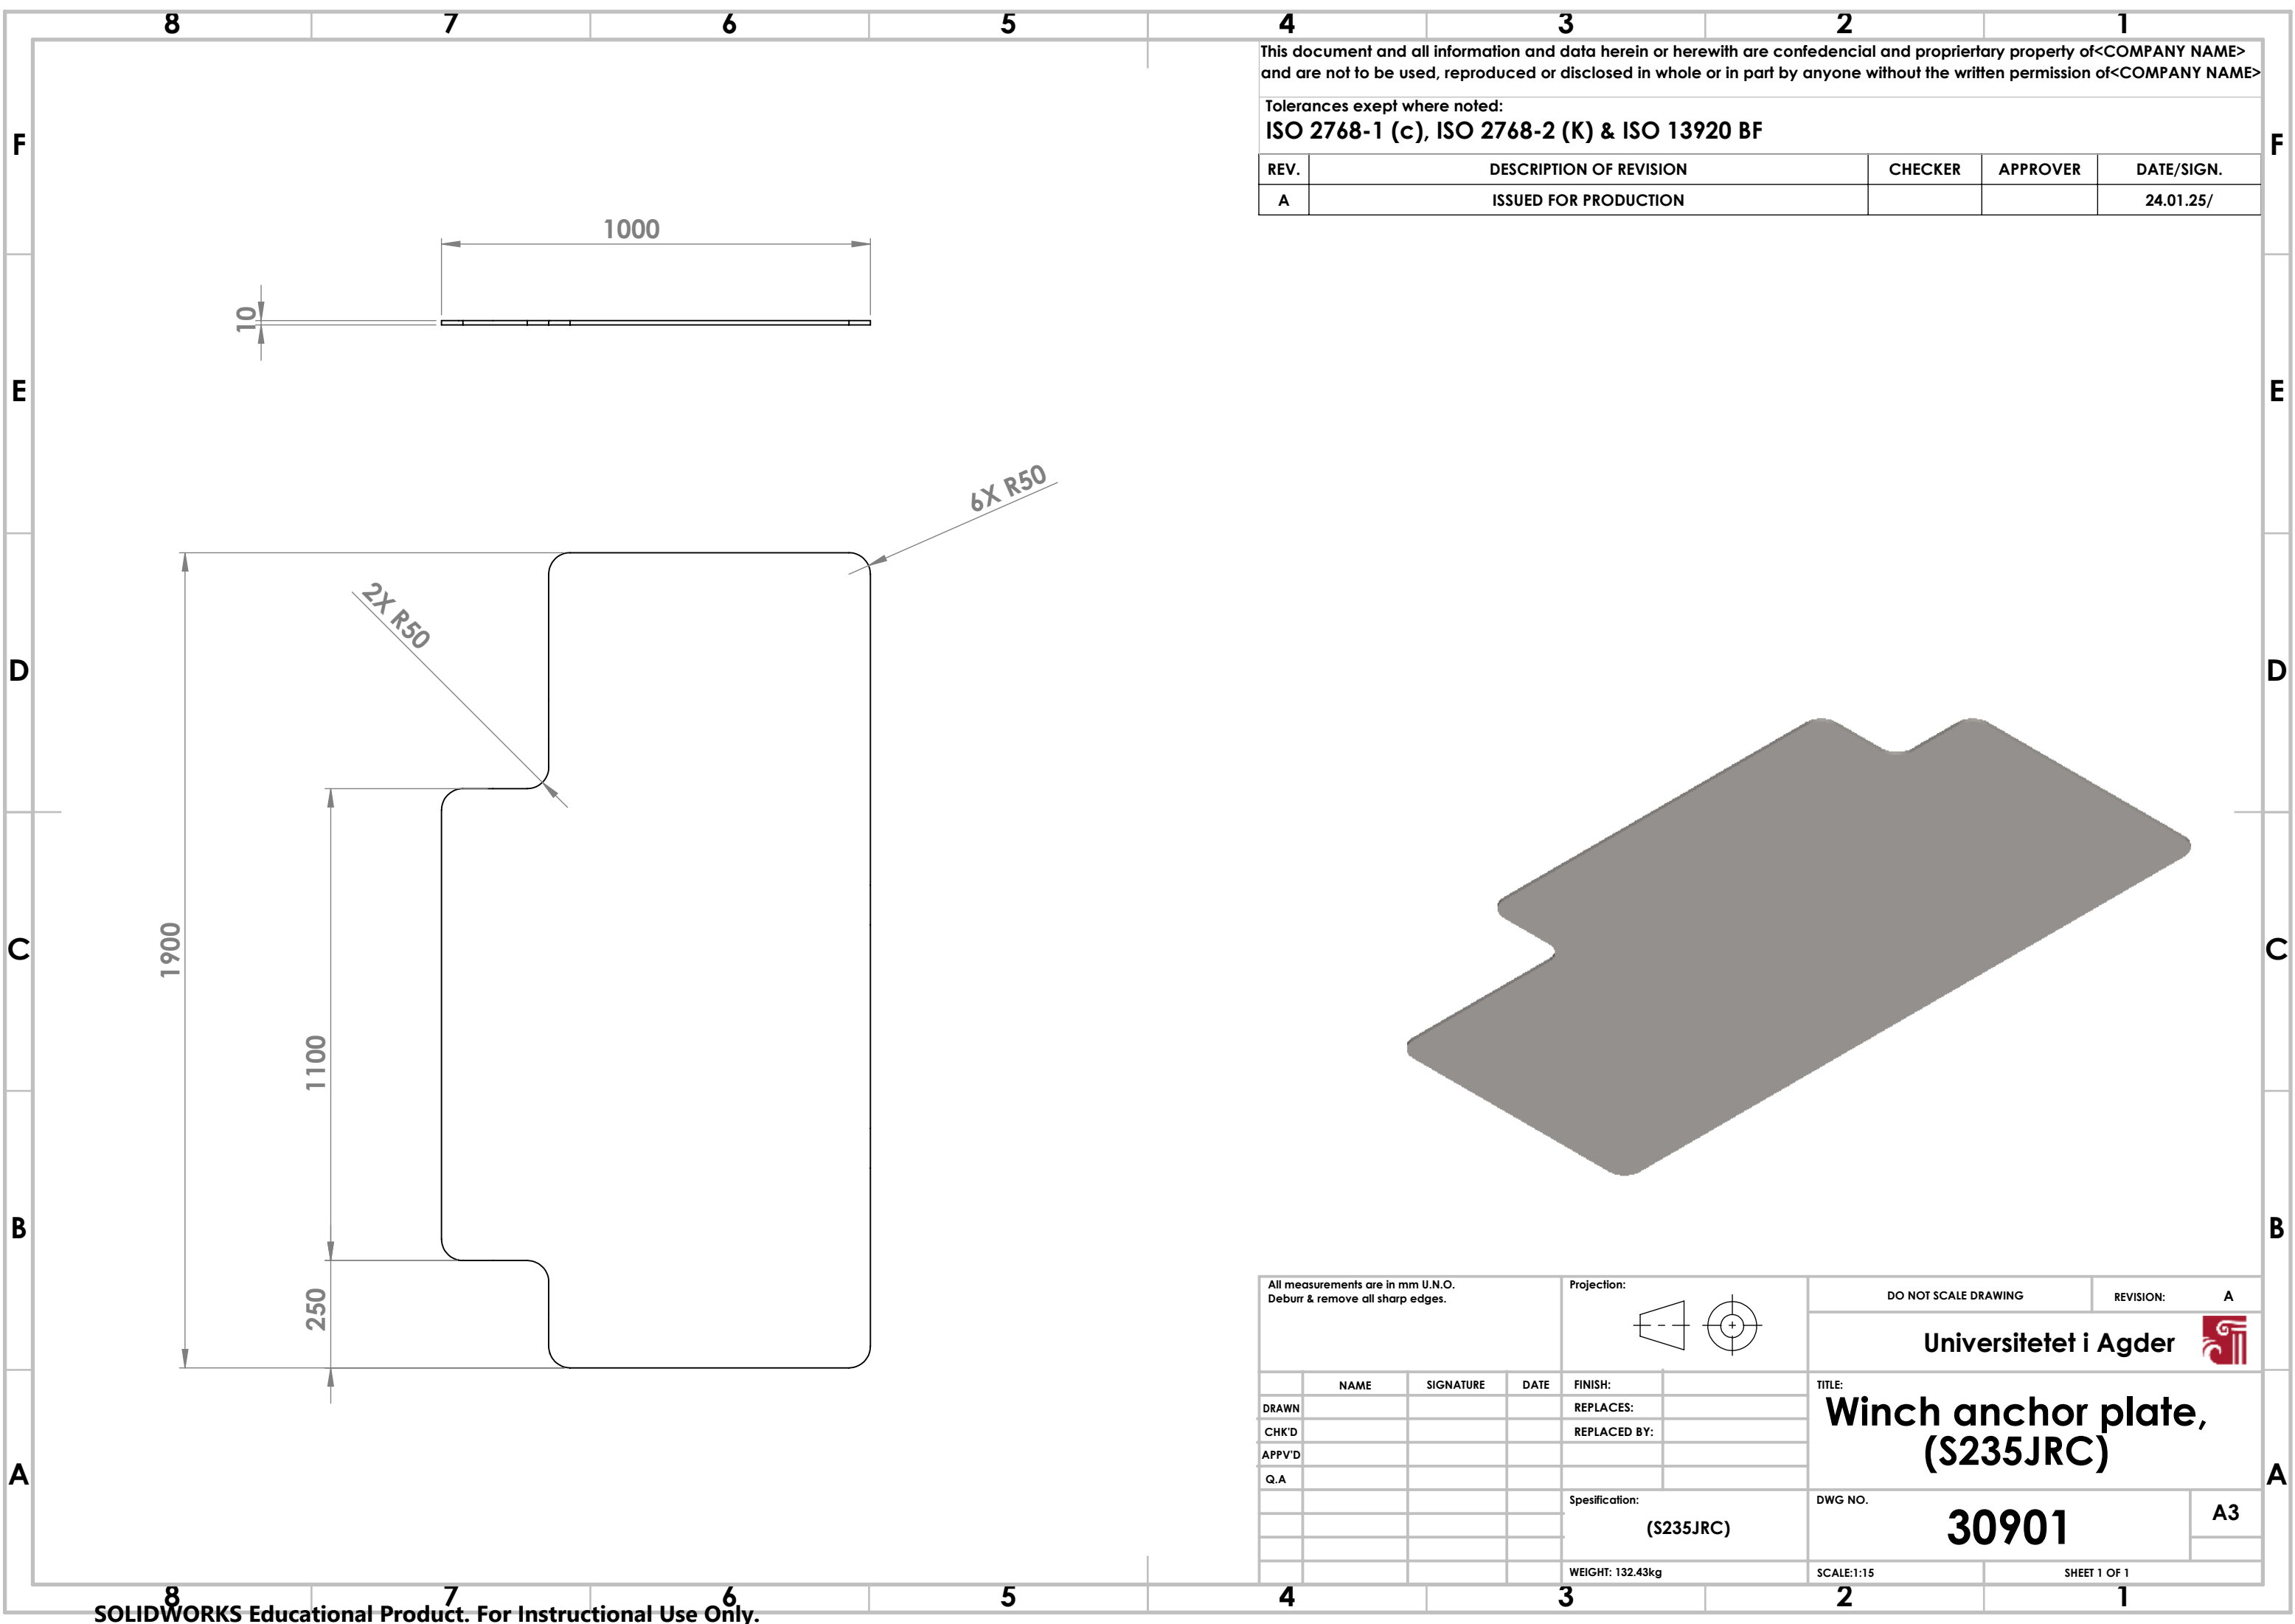 8 7 6 5 4 3 2 1
This document and all information and data herein or herewith are confedencial and propriertary property of<COMPANY NAME>
and are not to be used, reproduced or disclosed in whole or in part by anyone without the written permission of<COMPANY NAME>
Tolerances exept where noted:
ISO 2768-1 (c), ISO 2768-2 (K) & ISO 13920 BF
F F
REV. DESCRIPTION OF REVISION CHECKER APPROVER DATE/SIGN.
A ISSUED FOR PRODUCTION 24.01.25/
1000
10
E E
6X R50
2X R50
D D
1900
C C
1100
B B
250
All measurements are in mm U.N.O.
Deburr & remove all sharp edges.
Projection:
DO NOT SCALE DRAWING REVISION: A
Universitetet i Agder
NAME SIGNATURE DATE FINISH:
DRAWN REPLACES:
CHK'D REPLACED BY:
APPV'D
Q.A
TITLE:
Winch anchor plate,
(S235JRC)
A A
Spesification:
(S235JRC)
DWG NO.
30901
A3
WEIGHT: 132.43kg SCALE:1:15 SHEET 1 OF 1
8 7 6 5 4 3 2 1
SOLIDWORKS Educational Product. For Instructional Use Only.